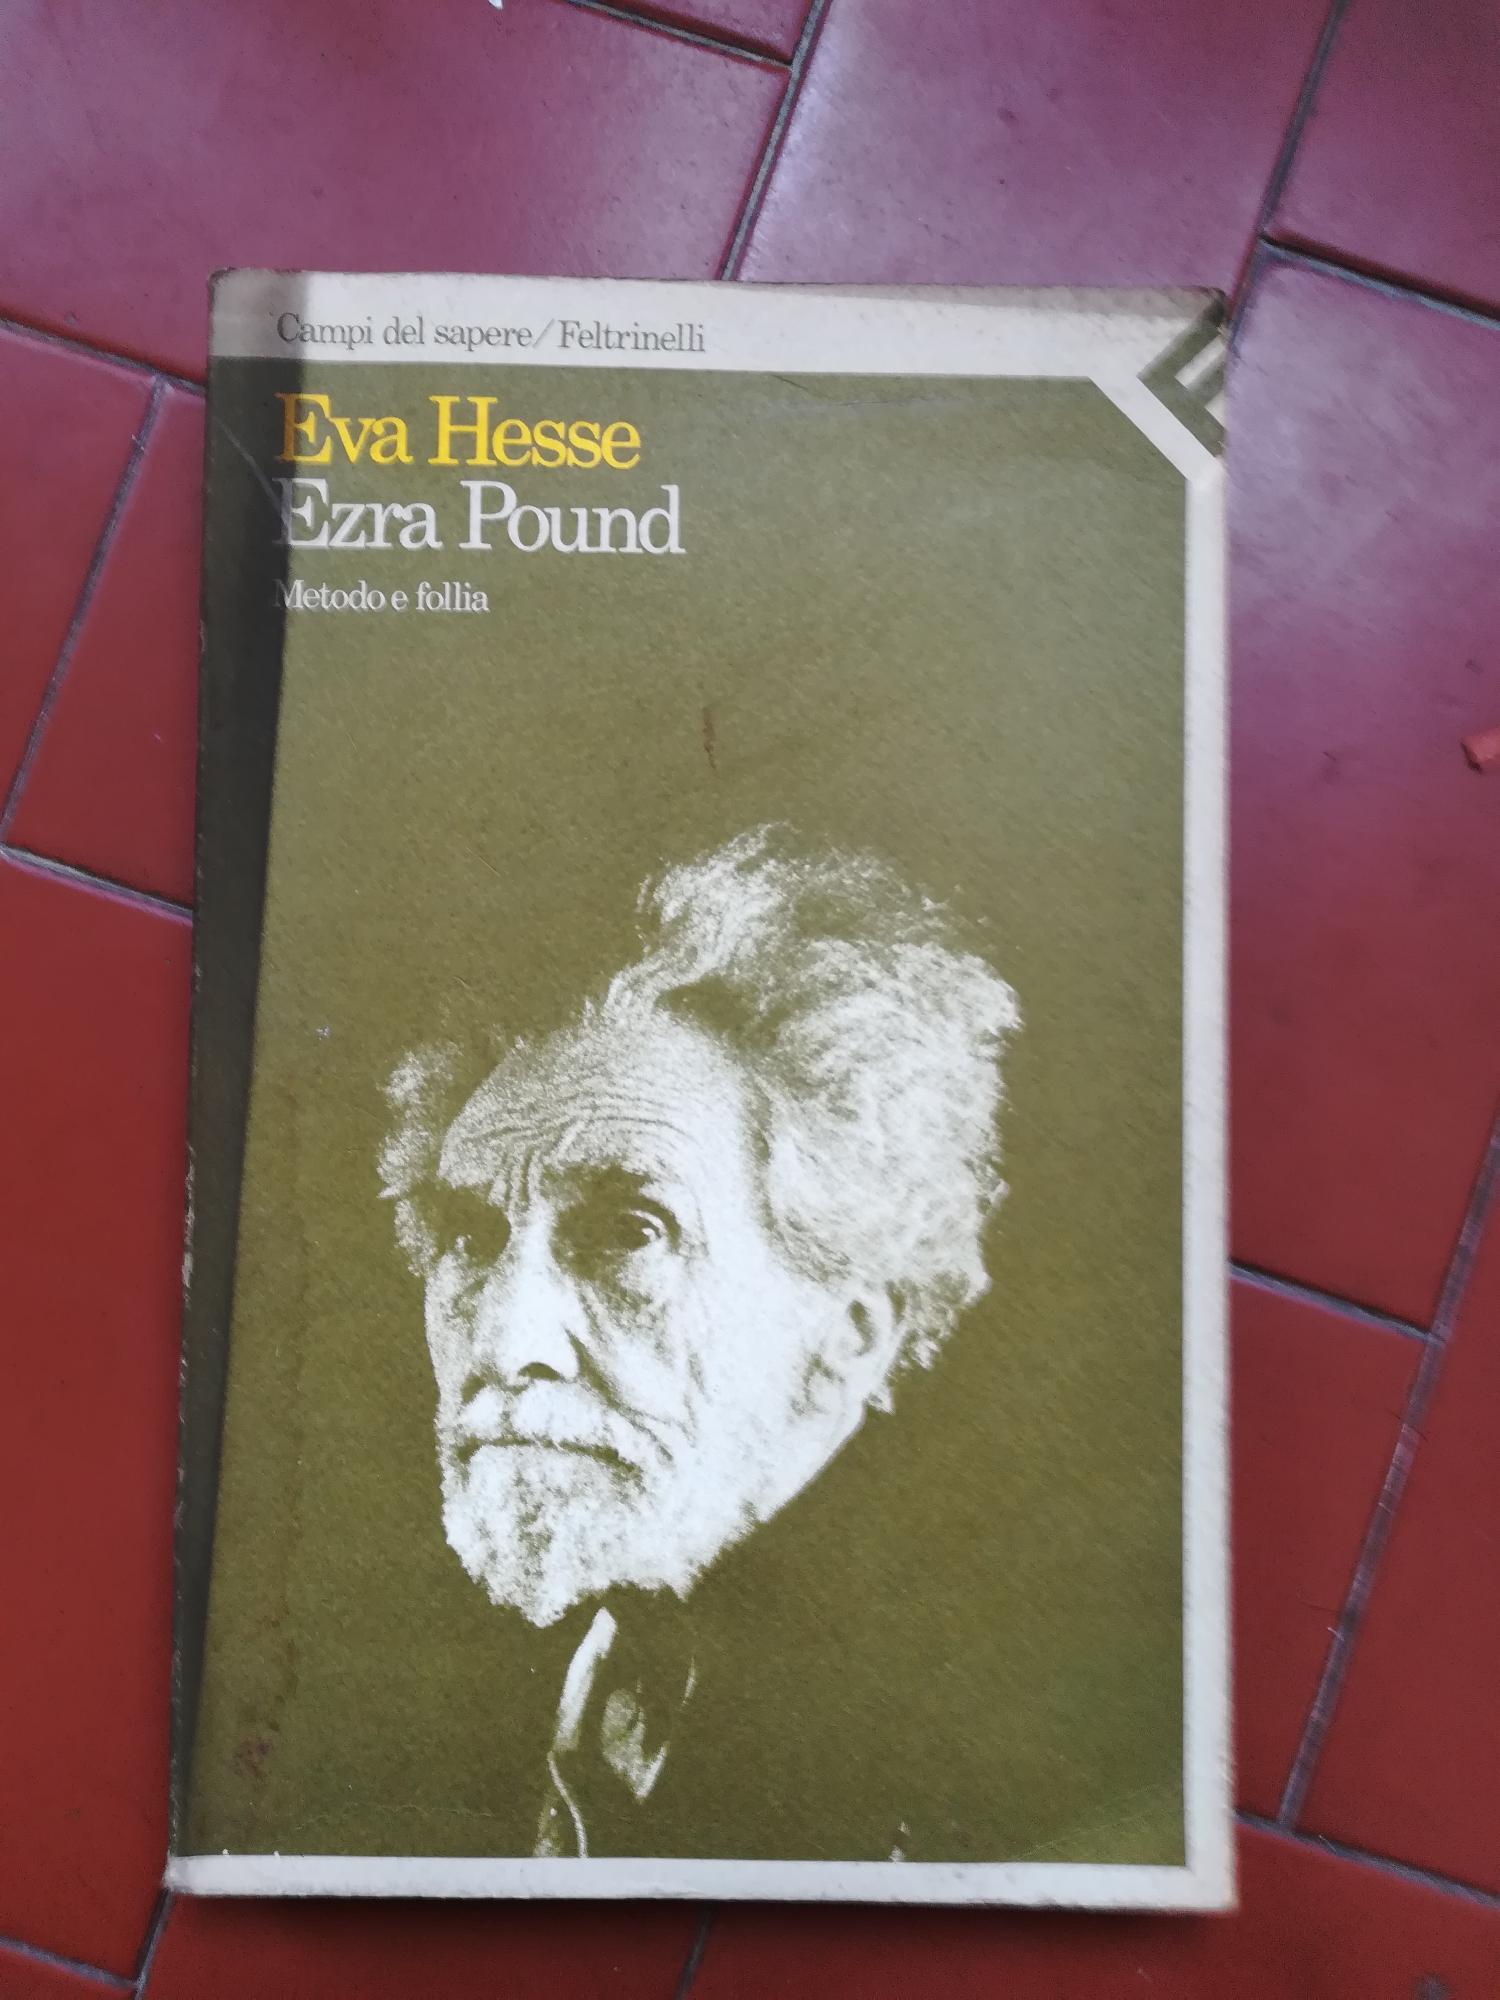 Campi del sapere/Feltrinelli
Eva Hesse
Ezra Pound
Metodo e follia